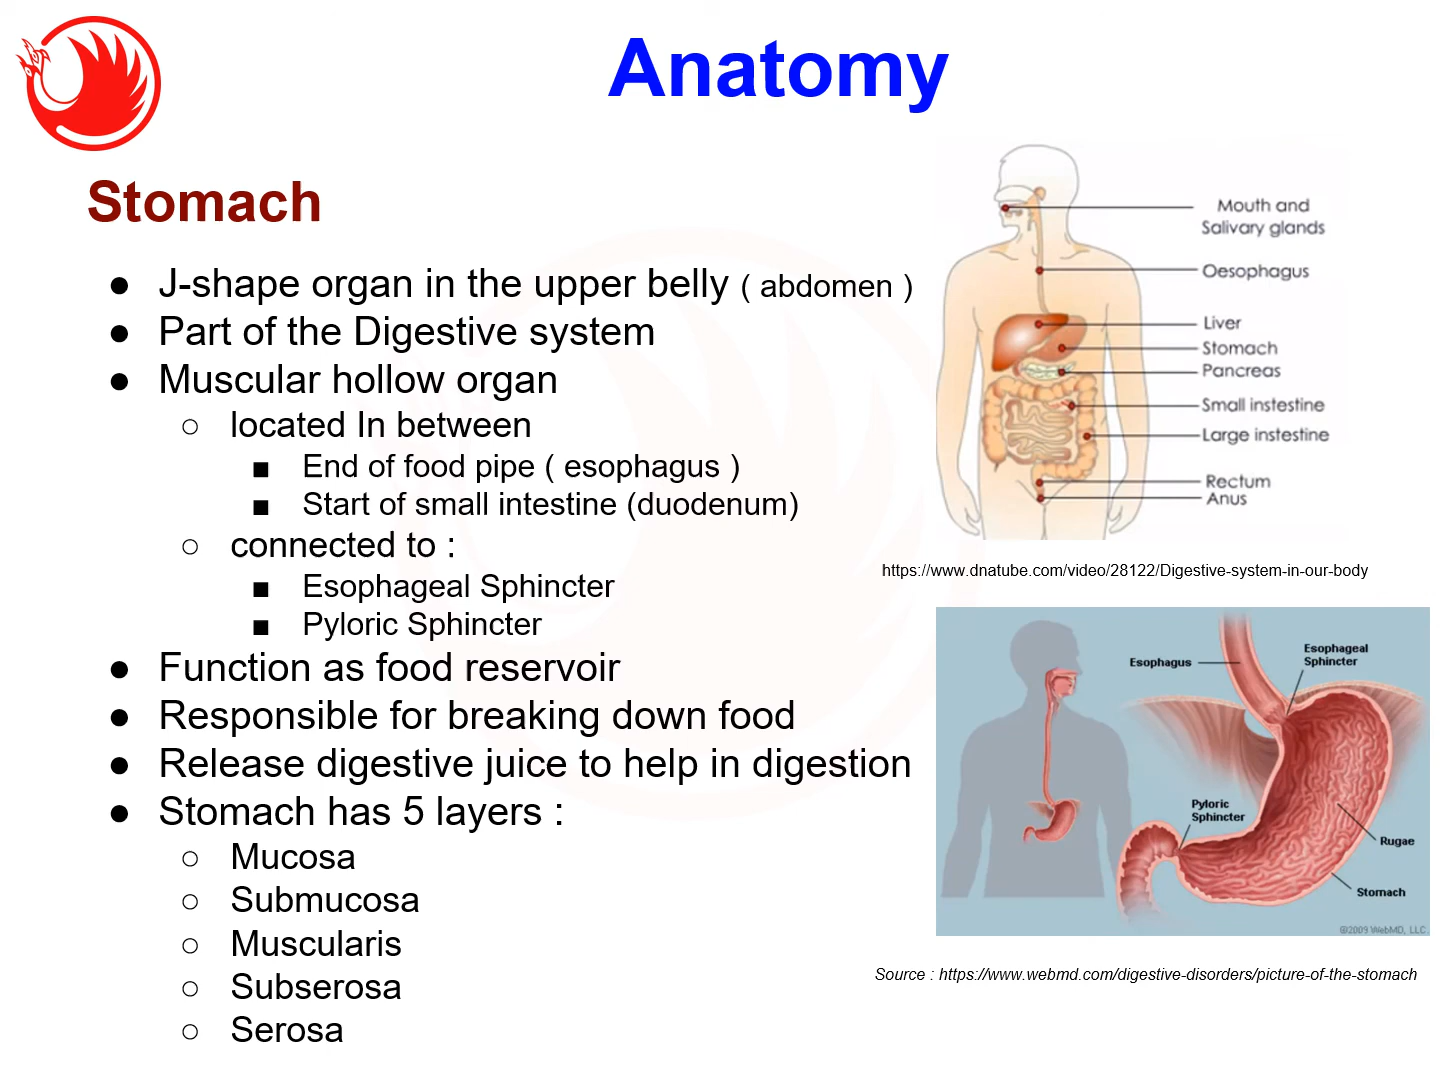 Anatomy
Stomach
● J-shape organ in the upper belly ( abdomen )
● Part of the Digestive system
● Muscular hollow organ
○ located In between
■ End of food pipe ( esophagus )
■ Start of small intestine (duodenum)
○ connected to :
■ Esophageal Sphincter
■ Pyloric Sphincter
● Function as food reservoir
● Responsible for breaking down food
● Release digestive juice to help in digestion
● Stomach has 5 layers :
○ Mucosa
○ Submucosa
○ Muscularis
○ Subserosa
○ Serosa
Mouth and
Salivary glands
Oesophagus
Liver
Stomach
Pancreas
Small instestine
Large instestine
Rectum
Anus
https://www.dnatube.com/video/28122/Digestive-system-in-our-body
Esophagus
Esophageal
Sphincter
Pyloric
Sphincter
Rugae
Stomach
©2009 WebMD, LLC.
Source : https://www.webmd.com/digestive-disorders/picture-of-the-stomach